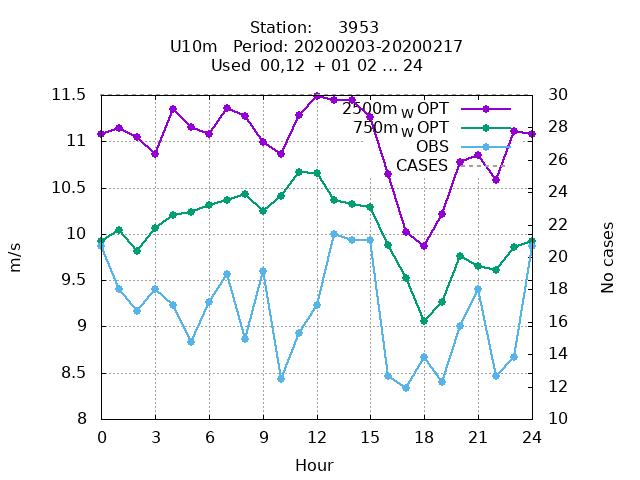 Station: 3953
U10m Period: 20200203-20200217
Used 00,12 + 01 02 ... 24
11.5 30
2500m W OPT
11 28
750m W OPT
OBS
26
CASES
10.5 24
22
10
20
9.5
18
9 16
14
8.5
12
8 10
m/s
No cases
0 3 6 9 12 15 18 21 24
Hour